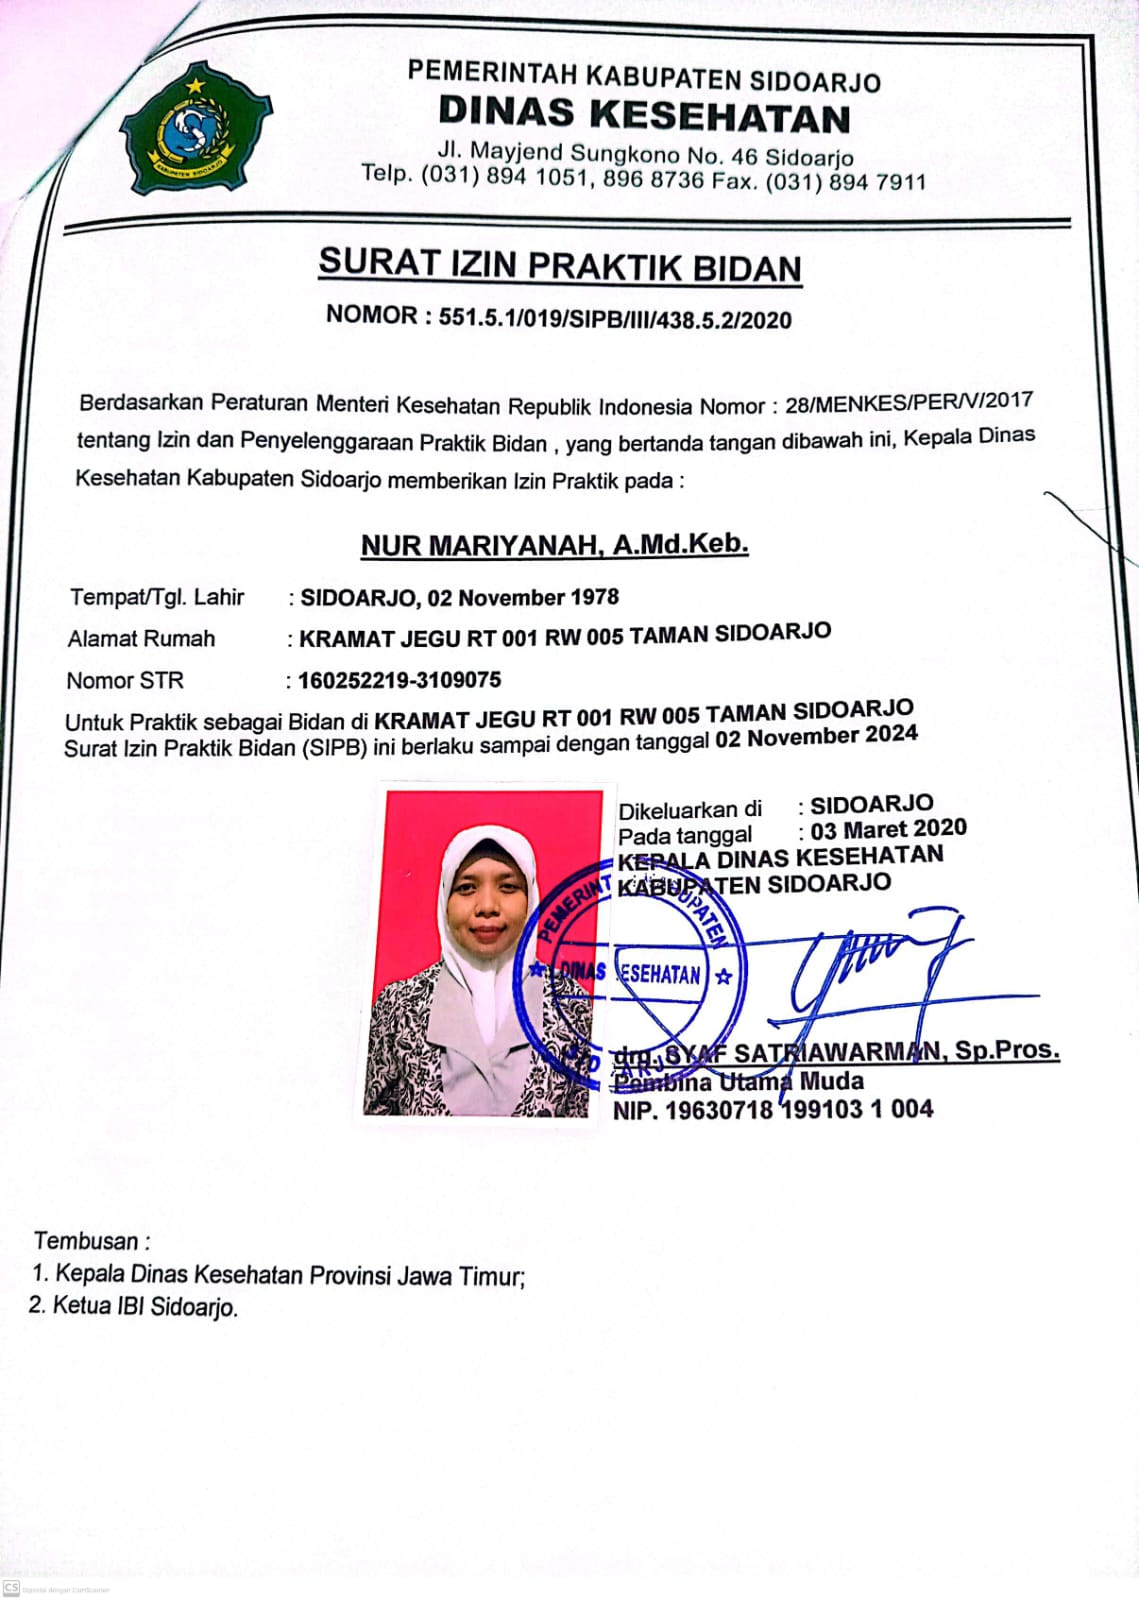 PEMERINTAH KABUPATEN SIDOARJO
DINAS KESEHATAN
Jl. Mayjend Sungkono No. 46 Sidoarjo
Telp. (031) 894 1051, 896 8736 Fax. (031) 894 7911
KABUPATEN SIDOARJO
SURAT IZIN PRAKTIK BIDAN
NOMOR : 551.5.1/019/SIPB/III/438.5.2/2020
Berdasarkan Peraturan Menteri Kesehatan Republik Indonesia Nomor : 28/MENKES/PER/V/2017
tentang Izin dan Penyelenggaraan Praktik Bidan , yang bertanda tangan dibawah ini, Kepala Dinas
Kesehatan Kabupaten Sidoarjo memberikan Izin Praktik pada :
NUR MARIYANAH, A.Md.Keb.
Tempat/Tgl. Lahir : SIDOARJO, 02 November 1978
Alamat Rumah : KRAMAT JEGU RT 001 RW 005 TAMAN SIDOARJO
Nomor STR : 160252219-3109075
Untuk Praktik sebagai Bidan di KRAMAT JEGU RT 001 RW 005 TAMAN SIDOARJO
Surat Izin Praktik Bidan (SIPB) ini berlaku sampai dengan tanggal 02 November 2024
Dikeluarkan di : SIDOARJO
Pada tanggal : 03 Maret 2020
KEPALA DINAS KESEHATAN
KABUPATEN SIDOARJO
DINAS ESEHATAN
drg. SYAF SATRIAWARMAN, Sp.Pros.
Pembina Utama Muda
NIP. 19630718 199103 1 004
Tembusan :
1. Kepala Dinas Kesehatan Provinsi Jawa Timur;
2. Ketua IBI Sidoarjo.
CS Dipindai dengan CamScanner